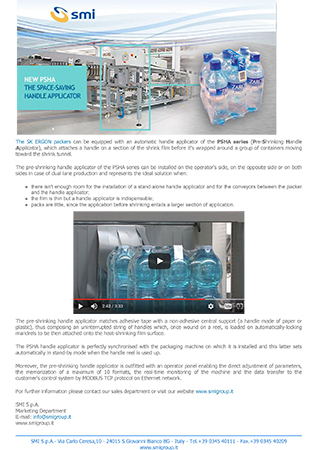 smi
NEW PSHA
THE SPACE-SAVING
HANDLE APPLICATOR
The SK ERGON packers can be equipped with an automatic handle applicator of the PSHA series (Pre-Shrinking Handle
Applicator), which attaches a handle on a section of the shrink film before it's wrapped around a group of containers moving
toward the shrink tunnel.
The pre-shrinking handle applicator of the PSHA series can be installed on the operator's side, on the opposite side or on both
sides in case of dual lane production and represents the ideal solution when:
• there isn't enough room for the installation of a stand alone handle applicator and for the conveyors between the packer
and the handle applicator;
• the film is thin but a handle applicator is indispensable;
• packs are little, since the application before shrinking entails a larger section of application.
2:42 / 3:33
YouTube
The pre-shrinking handle applicator matches adhesive tape with a non-adhesive central support (a handle made of paper or
plastic), thus composing an uninterrupted string of handles which, once wound on a reel, is loaded on automatically-locking
mandrels to be then attached onto the heat-shrinking film surface.
The PSHA handle applicator is perfectly synchronised with the packaging machine on which it is installed and this latter sets
automatically in stand-by mode when the handle reel is used up.
Moreover, the pre-shrinking handle applicator is outfitted with an operator panel enabling the direct adjustment of parameters,
the memorization of a maximum of 10 formats, the real-time monitoring of the machine and the data transfer to the
customer's control system by MODBUS TCP protocol on Ethernet network.
For further information please contact our sales department or visit our website www.smigroup.it
SMI S.p.A.
Marketing Department
E-mail: info@smigroup.it
www.smigroup.it
SMI S.p.A. - Via Carlo Ceresa,10 - 24015 S.Giovanni Bianco BG - Italy - Tel.+39 0345 40111 - Fax.+39 0345 40209
www.smigroup.it